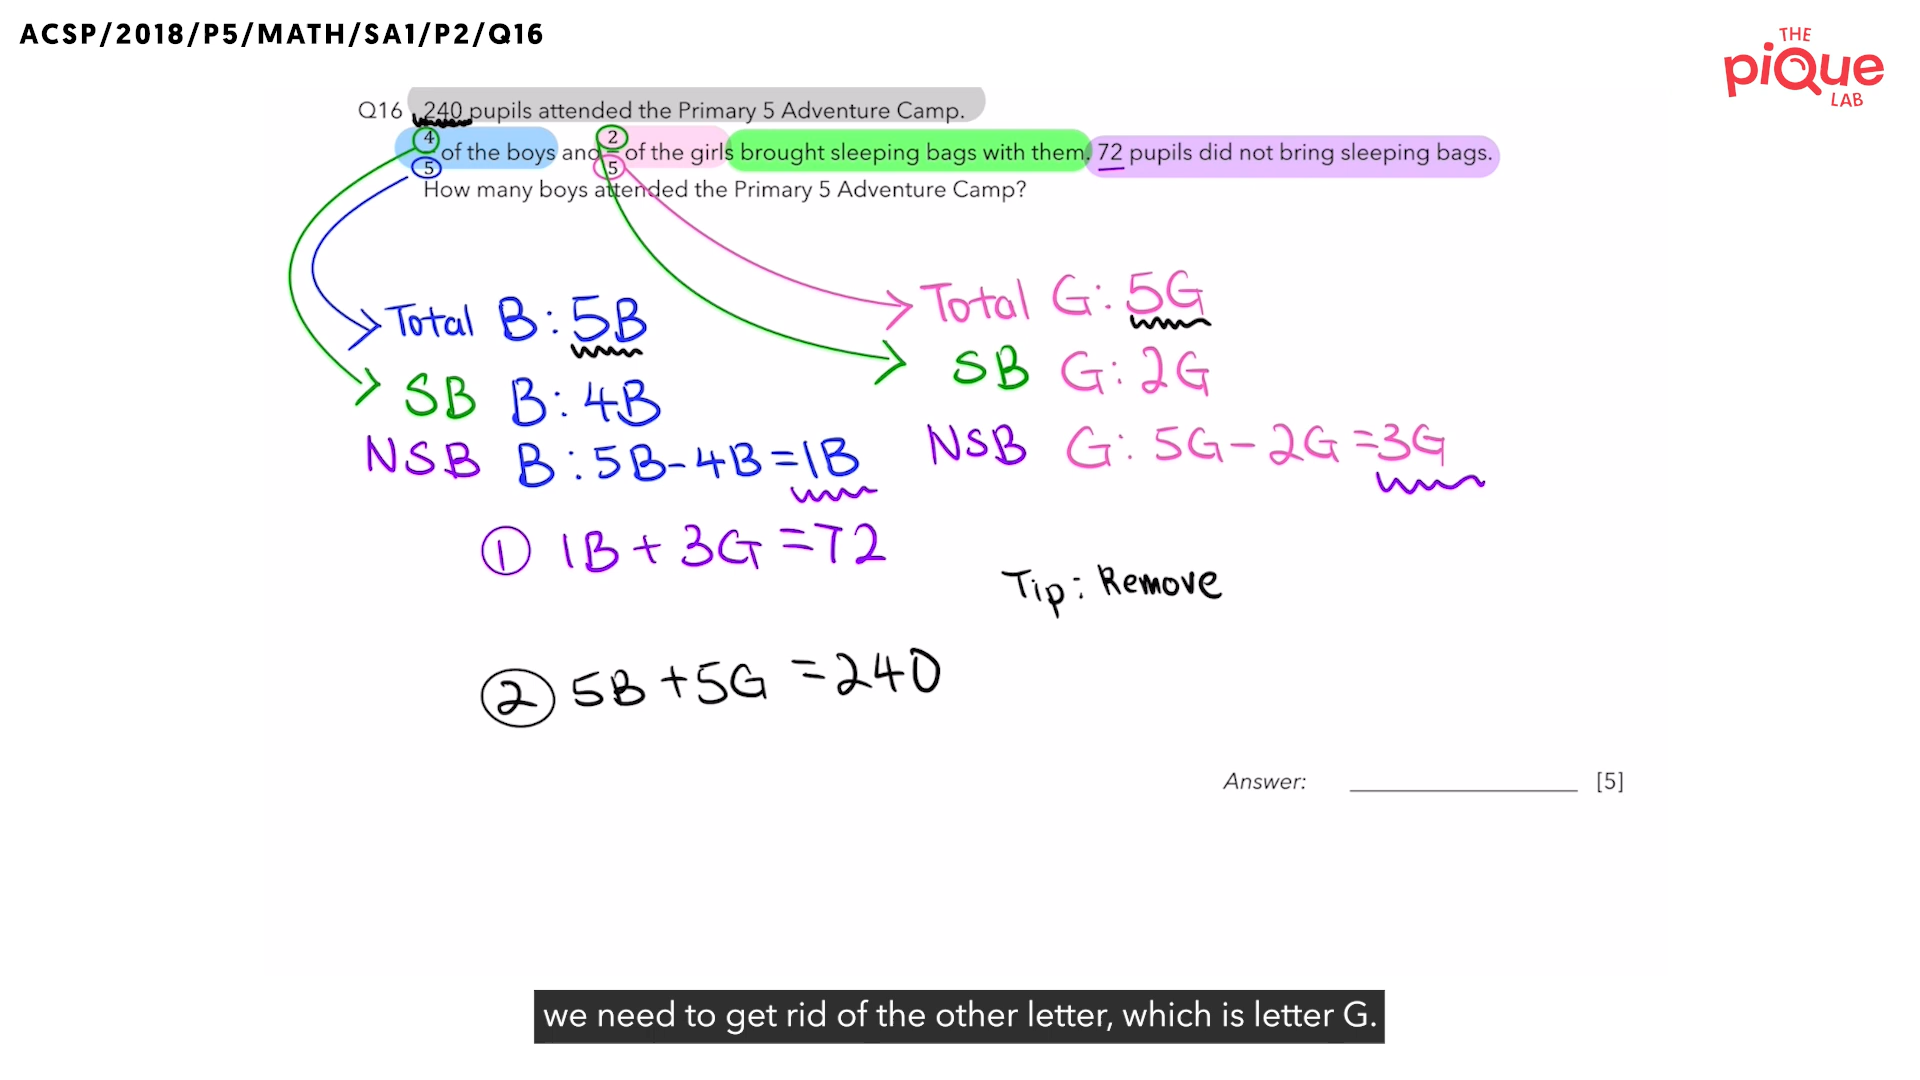 ACSP/2018/P5/MATH/SA1/P2/Q16
THE
piQue
LAB
Q16 240 pupils attended the Primary 5 Adventure Camp.
4/5 of the boys and 2/5 of the girls brought sleeping bags with them. 72 pupils did not bring sleeping bags.
How many boys attended the Primary 5 Adventure Camp?
Total B: 5B
SB B: 4B
NSB B: 5B-4B=1B
Total G: 5G
SB G: 2G
NSB G: 5G-2G=3G
① 1B+3G=72
Tip: Remove
② 5B+5G=240
Answer: [5]
we need to get rid of the other letter, which is letter G.